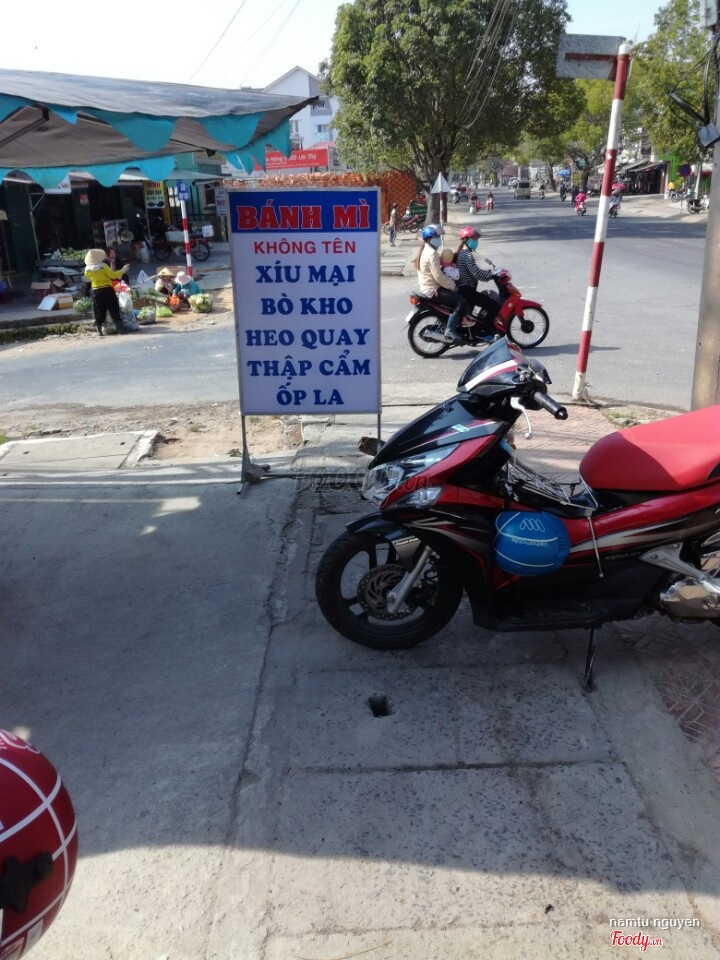 BÁNH MÌ
KHÔNG TÊN
XÍU MẠI
BÒ KHO
HEO QUAY
THẬP CẨM
ỐP LA
namtu nguyen
Foody.vn